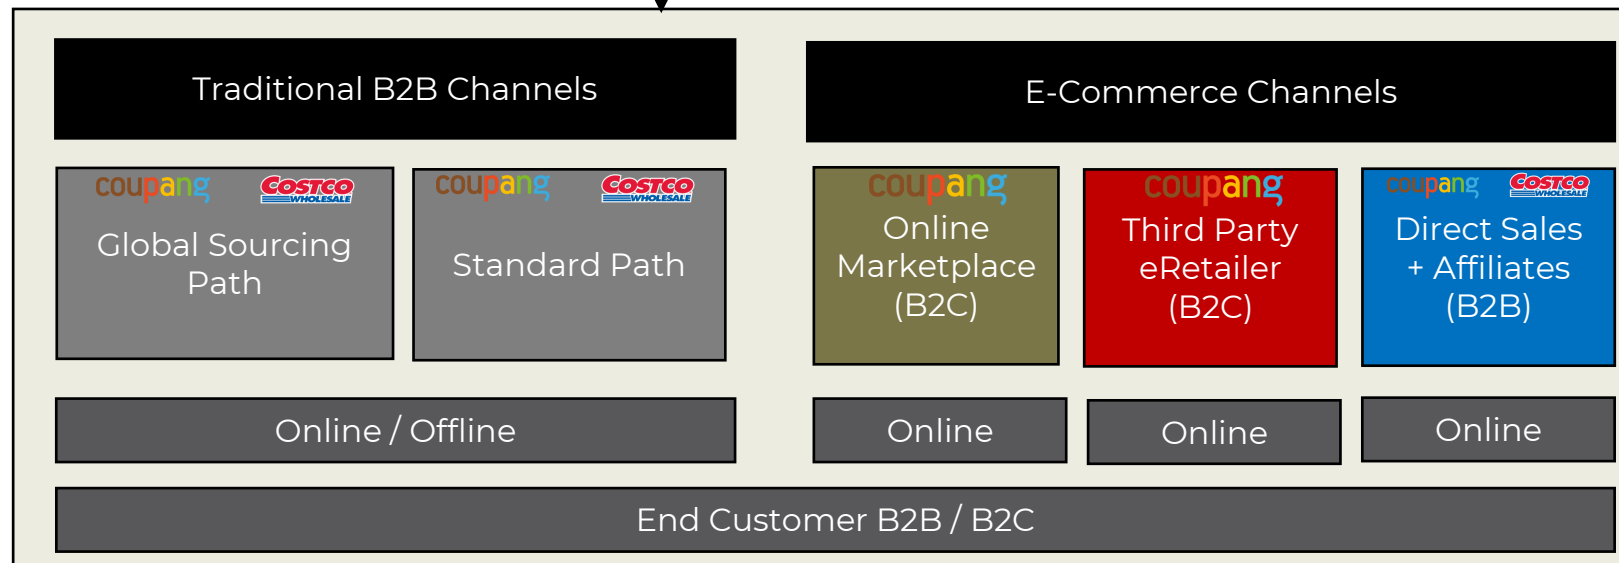 Traditional B2B Channels
E-Commerce Channels
coupang
COSTCO
WHOLESALE
Global Sourcing
Path
coupang
COSTCO
WHOLESALE
Standard Path
coupang
Online
Marketplace
(B2C)
coupang
Third Party
eRetailer
(B2C)
coupang
COSTCO
WHOLESALE
Direct Sales
+ Affiliates
(B2B)
Online / Offline
Online
Online
Online
End Customer B2B / B2C